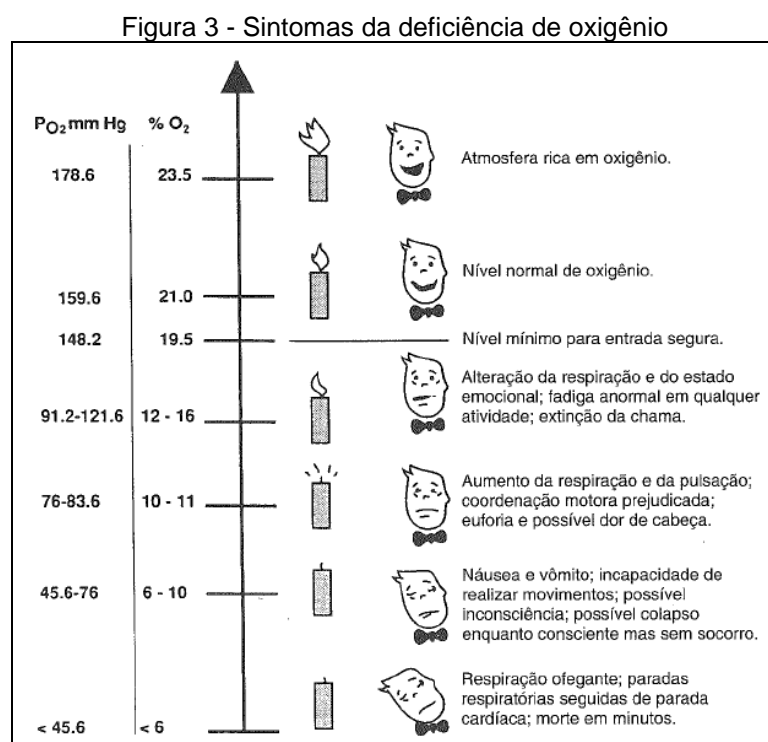 Figura 3 - Sintomas da deficiência de oxigênio
PO2 mm Hg % O2
178.6 23.5 Atmosfera rica em oxigênio.
159.6 21.0 Nível normal de oxigênio.
148.2 19.5 Nível mínimo para entrada segura.
91.2-121.6 12 - 16 Alteração da respiração e do estado
emocional; fadiga anormal em qualquer
atividade; extinção da chama.
76-83.6 10 - 11 Aumento da respiração e da pulsação;
coordenação motora prejudicada;
euforia e possível dor de cabeça.
45.6-76 6 - 10 Náusea e vômito; incapacidade de
realizar movimentos; possível
inconsciência; possível colapso
enquanto consciente mas sem socorro.
< 45.6 < 6 Respiração ofegante; paradas
respiratórias seguidas de parada
cardíaca; morte em minutos.